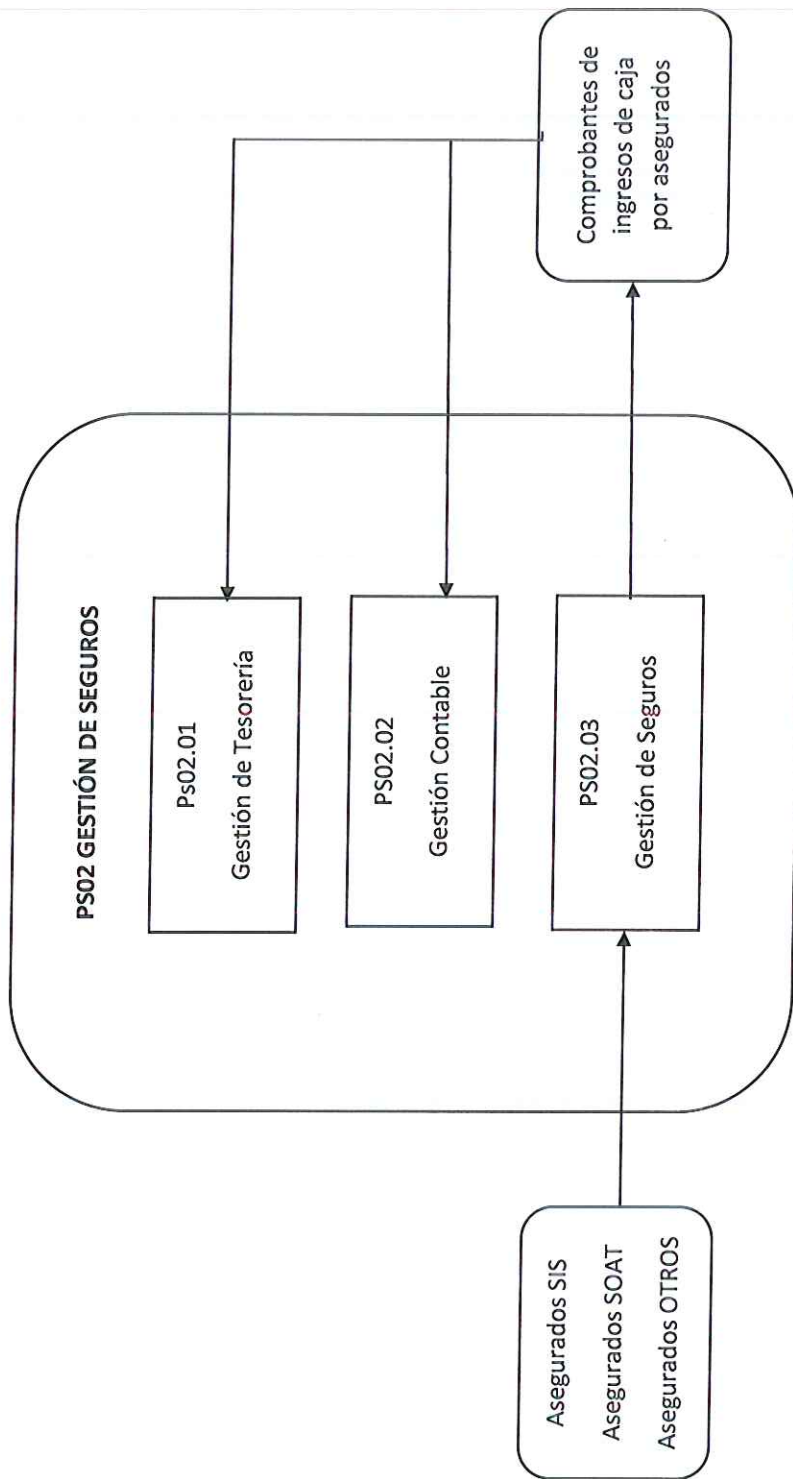 PS02 GESTIÓN DE SEGUROS
Ps02.01
Gestión de Tesorería
PS02.02
Gestión Contable
PS02.03
Gestión de Seguros
Asegurados SIS
Asegurados SOAT
Asegurados OTROS
Comprobantes de
ingresos de caja
por asegurados